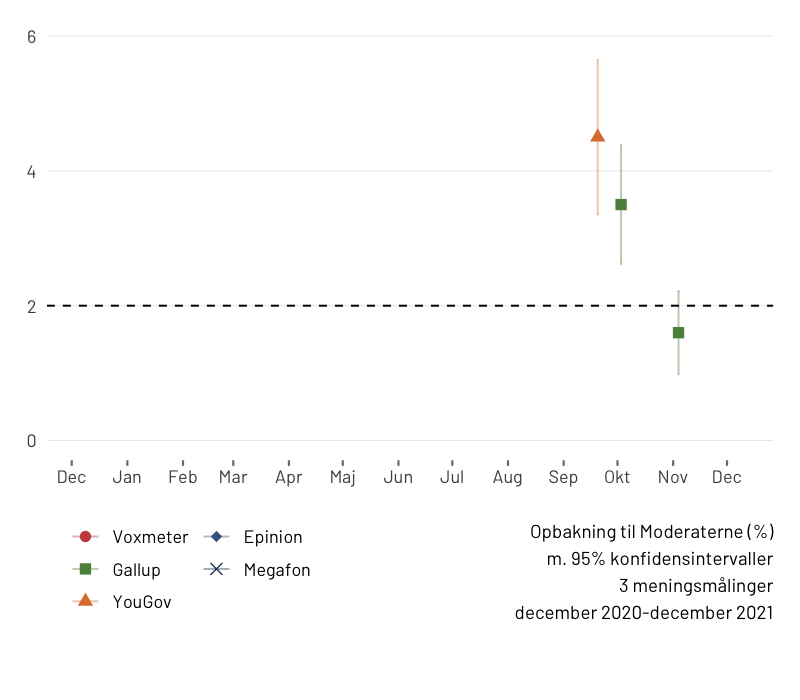 6
4
2
0
Dec Jan Feb Mar Apr Maj Jun Jul Aug Sep Okt Nov Dec
Voxmeter Epinion
Gallup Megafon
YouGov
Opbakning til Moderaterne (%)
m. 95% konfidensintervaller
3 meningsmålinger
december 2020-december 2021